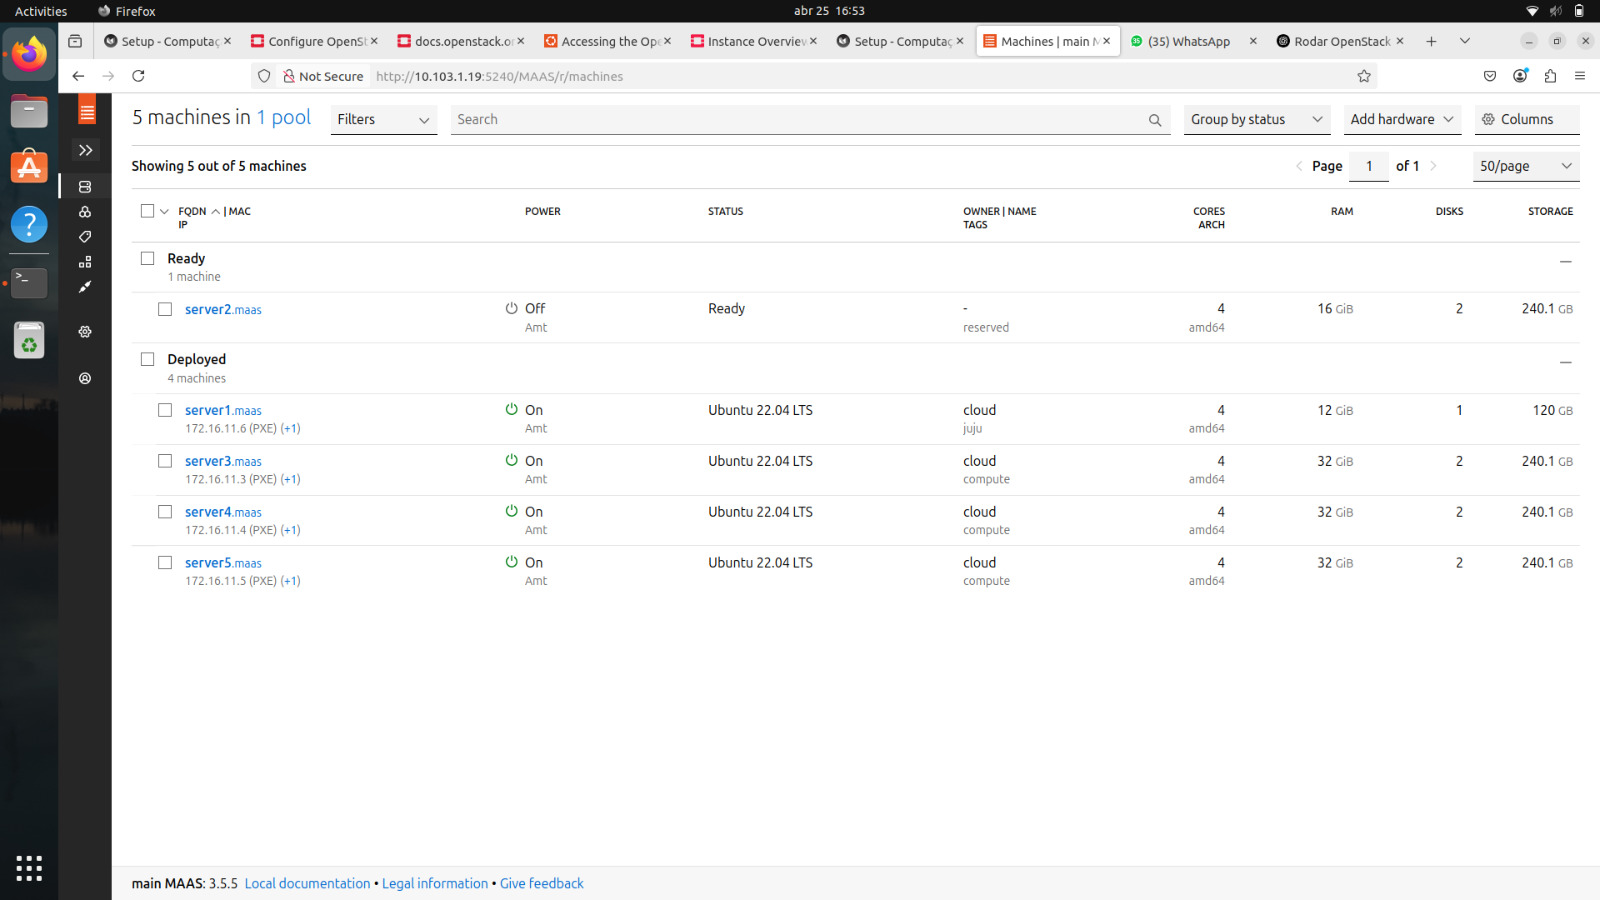 Activities
Firefox
abr 25 16:53
Setup - Computaç
Configure OpenSt
docs.openstack.or
Accessing the Ope
Instance Overview
Setup - Computaç
Machines | main M
(35) WhatsApp
Rodar OpenStack
Not Secure
http://10.103.1.19:5240/MAAS/r/machines
5 machines in 1 pool
Filters
Search
Group by status
Add hardware
Columns
Showing 5 out of 5 machines
Page 1 of 1
50/page
FQDN | MAC
IP
POWER
STATUS
OWNER | NAME
TAGS
CORES
ARCH
RAM
DISKS
STORAGE
Ready
1 machine
server2.maas Off Ready - 4 16 GiB 2 240.1 GB
Amt reserved amd64
Deployed
4 machines
server1.maas On Ubuntu 22.04 LTS cloud 4 12 GiB 1 120 GB
172.16.11.6 (PXE) (+1) Amt juju amd64
server3.maas On Ubuntu 22.04 LTS cloud 4 32 GiB 2 240.1 GB
172.16.11.3 (PXE) (+1) Amt compute amd64
server4.maas On Ubuntu 22.04 LTS cloud 4 32 GiB 2 240.1 GB
172.16.11.4 (PXE) (+1) Amt compute amd64
server5.maas On Ubuntu 22.04 LTS cloud 4 32 GiB 2 240.1 GB
172.16.11.5 (PXE) (+1) Amt compute amd64
main MAAS: 3.5.5 Local documentation • Legal information • Give feedback